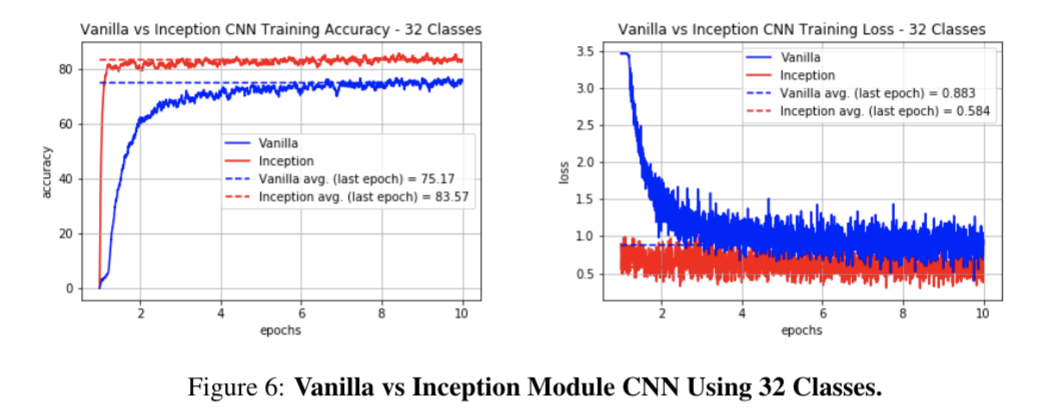 Vanilla vs Inception CNN Training Accuracy - 32 Classes
80
60
40
20
0
accuracy
Vanilla
Inception
Vanilla avg. (last epoch) = 75.17
Inception avg. (last epoch) = 83.57
2
4
6
8
10
epochs
Vanilla vs Inception CNN Training Loss - 32 Classes
3.5
3.0
2.5
2.0
1.5
1.0
0.5
loss
Vanilla
Inception
Vanilla avg. (last epoch) = 0.883
Inception avg. (last epoch) = 0.584
2
4
6
8
10
epochs
Figure 6: Vanilla vs Inception Module CNN Using 32 Classes.